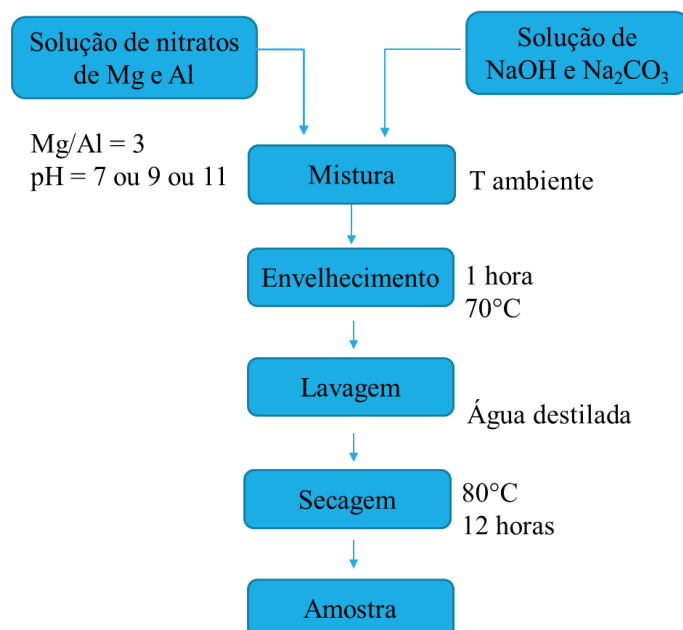 Solução de nitratos
de Mg e Al
Solução de
NaOH e Na₂CO₃
Mg/Al = 3
pH = 7 ou 9 ou 11
Mistura
T ambiente
Envelhecimento
1 hora
70°C
Lavagem
Água destilada
Secagem
80°C
12 horas
Amostra